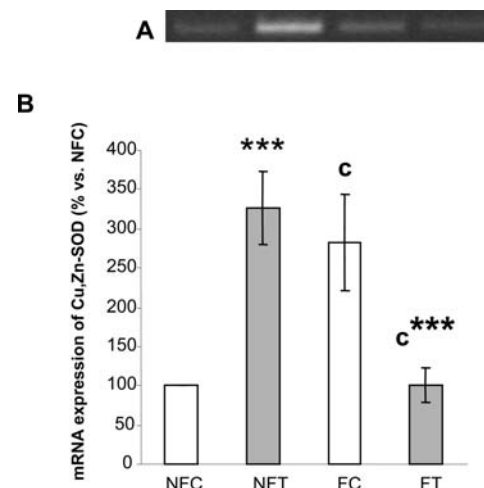 A
B
mRNA expression of Cu,Zn-SOD (% vs. NFC)
400
350
300
250
200
150
100
50
0
***
c
c ***
NFC NFT FC FT